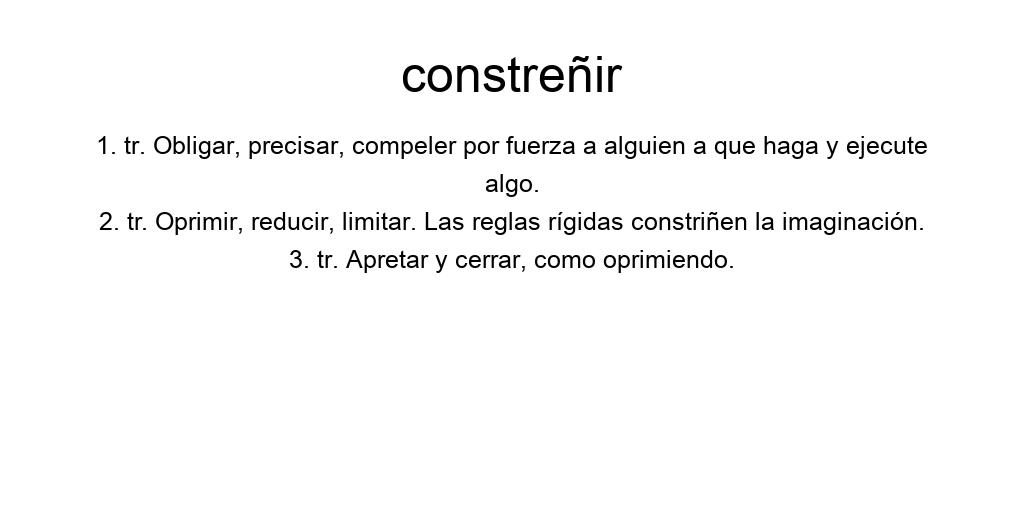 constreñir
1. tr. Obligar, precisar, compeler por fuerza a alguien a que haga y ejecute
algo.
2. tr. Oprimir, reducir, limitar. Las reglas rígidas constriñen la imaginación.
3. tr. Apretar y cerrar, como oprimiendo.